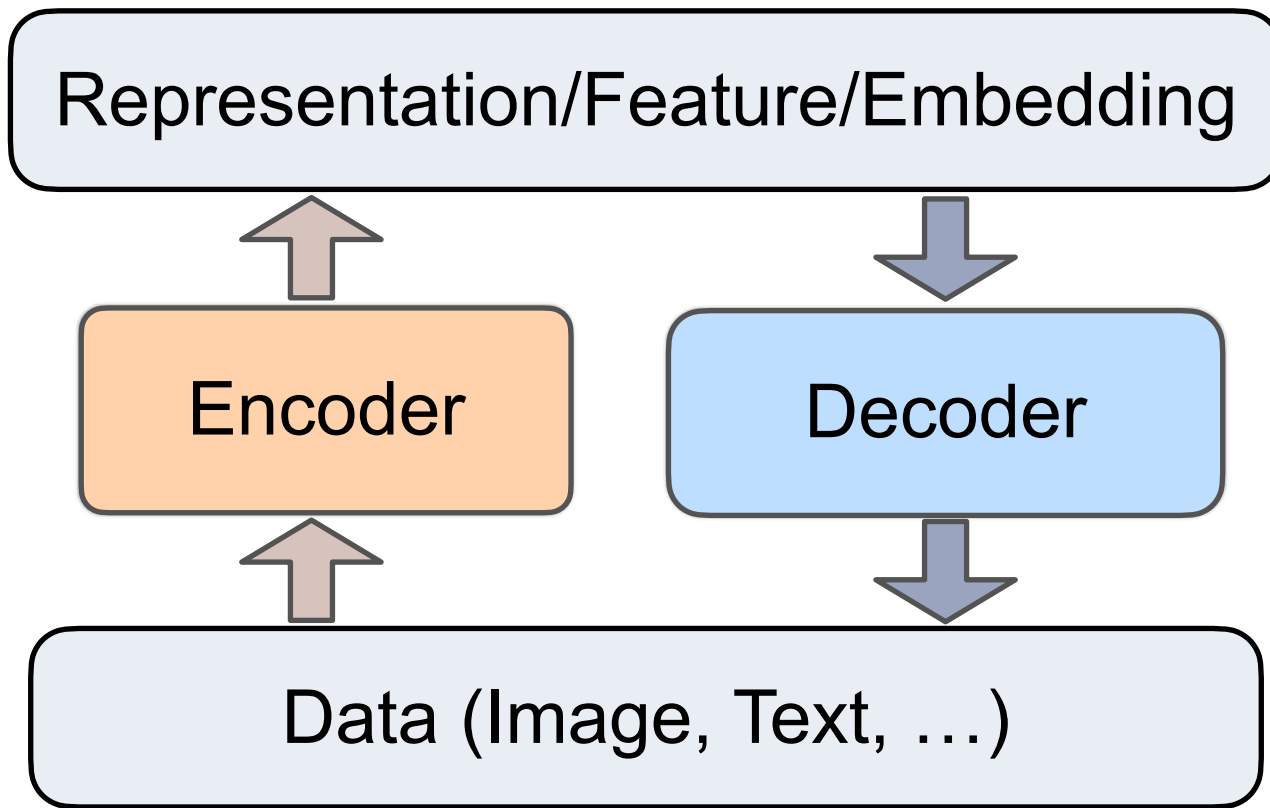 Representation/Feature/Embedding
Encoder
Decoder
Data (Image, Text, …)